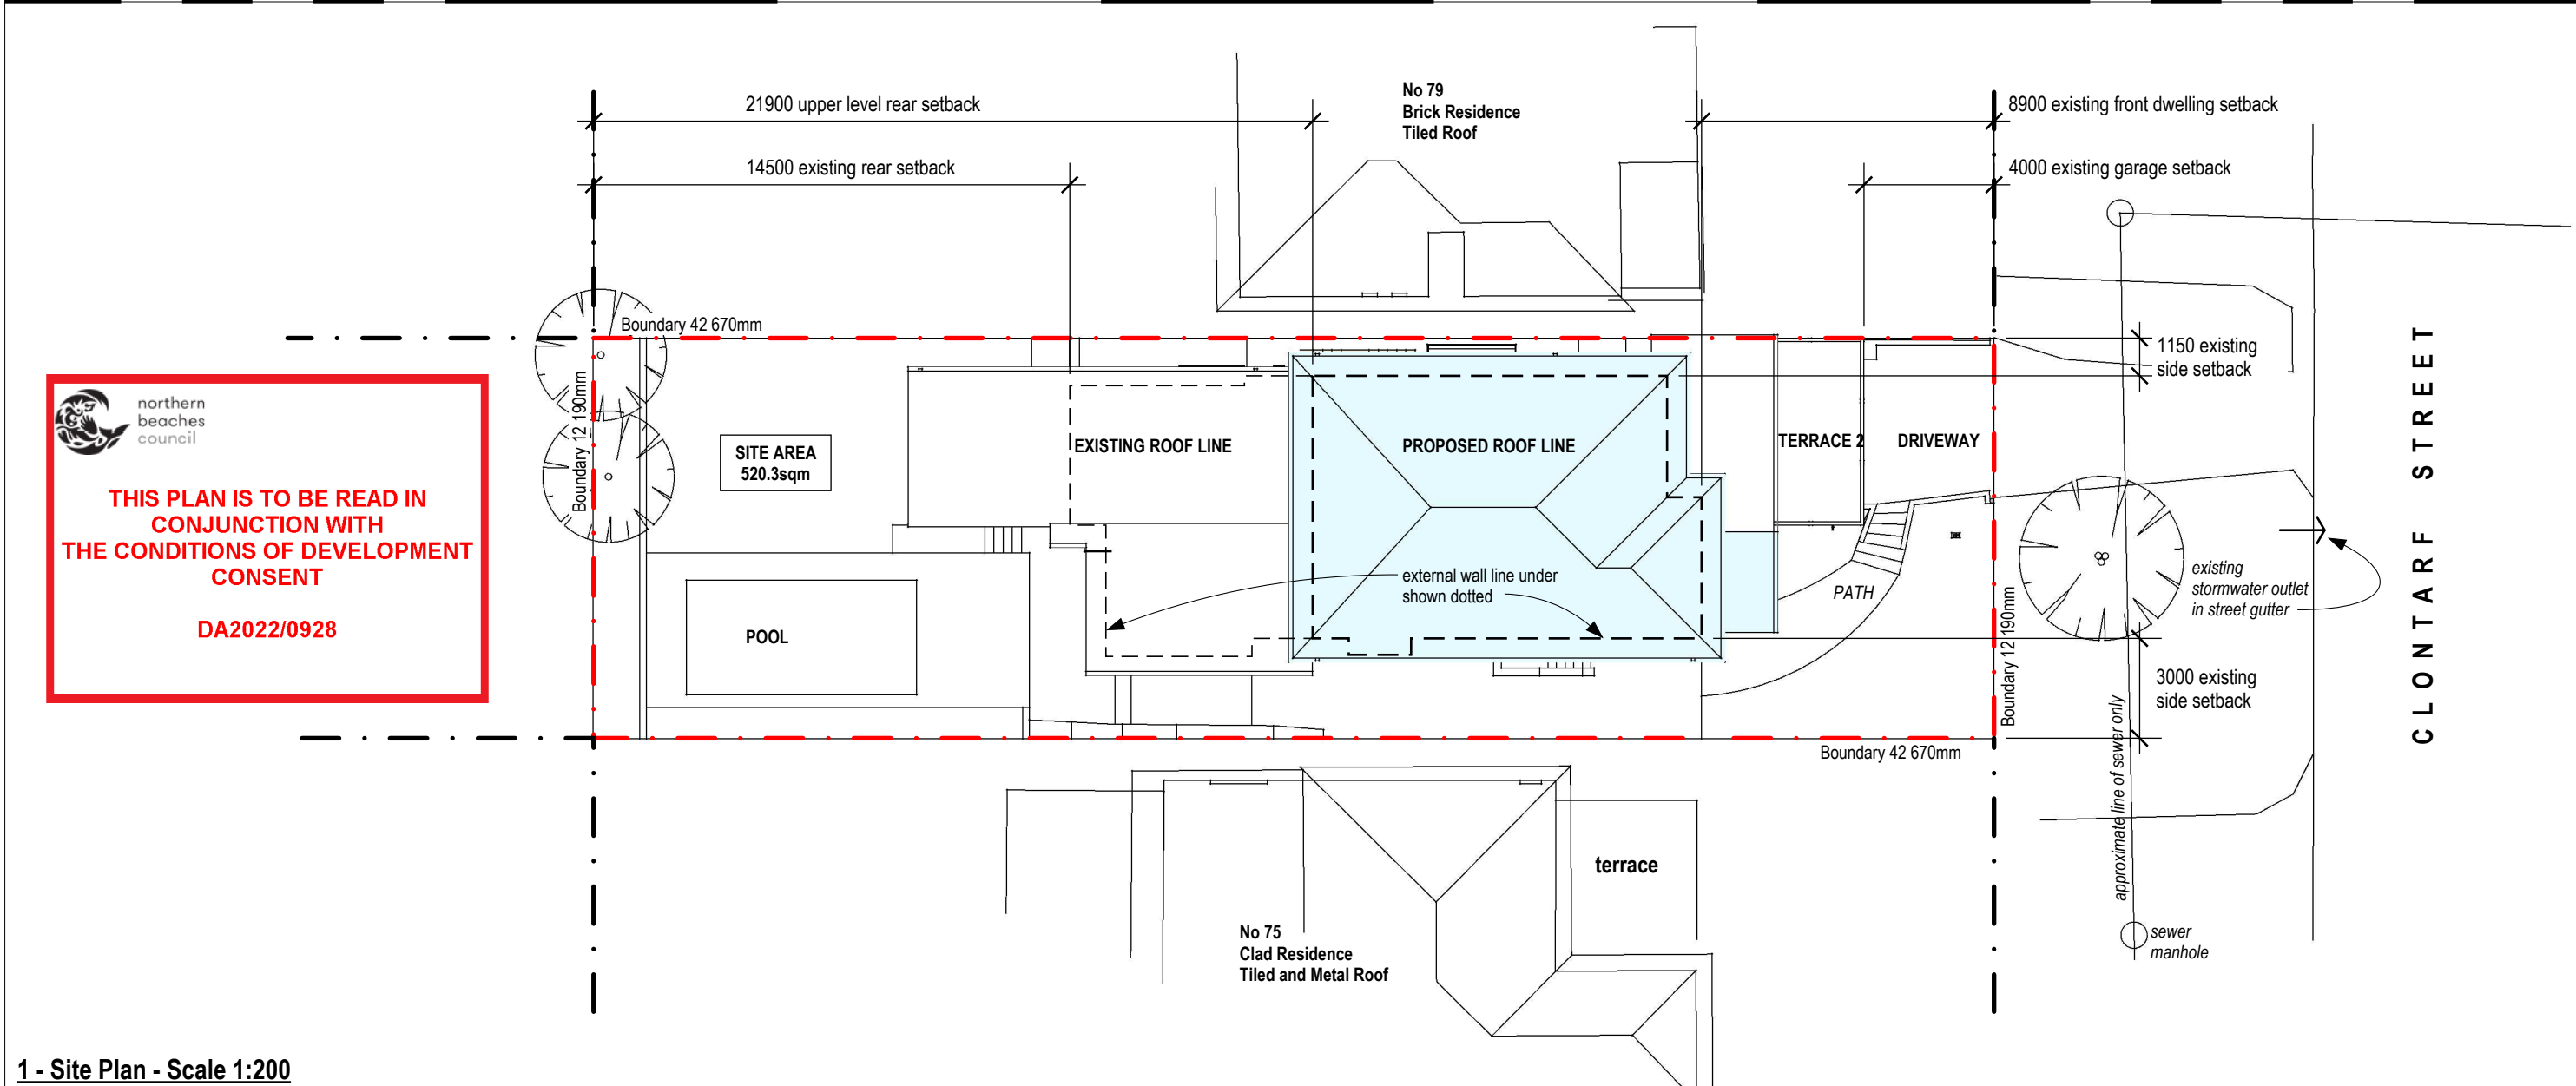 No 79
Brick Residence
Tiled Roof
21900 upper level rear setback
8900 existing front dwelling setback
14500 existing rear setback
4000 existing garage setback
Boundary 42 670mm
1150 existing
side setback
northern
beaches
council
THIS PLAN IS TO BE READ IN
CONJUNCTION WITH
THE CONDITIONS OF DEVELOPMENT
CONSENT
DA2022/0928
Boundary 12 190mm
SITE AREA
520.3sqm
EXISTING ROOF LINE
PROPOSED ROOF LINE
TERRACE 2
DRIVEWAY
CLONTARF STREET
external wall line under
shown dotted
PATH
existing
stormwater outlet
in street gutter
POOL
Boundary 12 190mm
3000 existing
side setback
approximate line of sewer only
Boundary 42 670mm
terrace
No 75
Clad Residence
Tiled and Metal Roof
sewer
manhole
1 - Site Plan - Scale 1:200